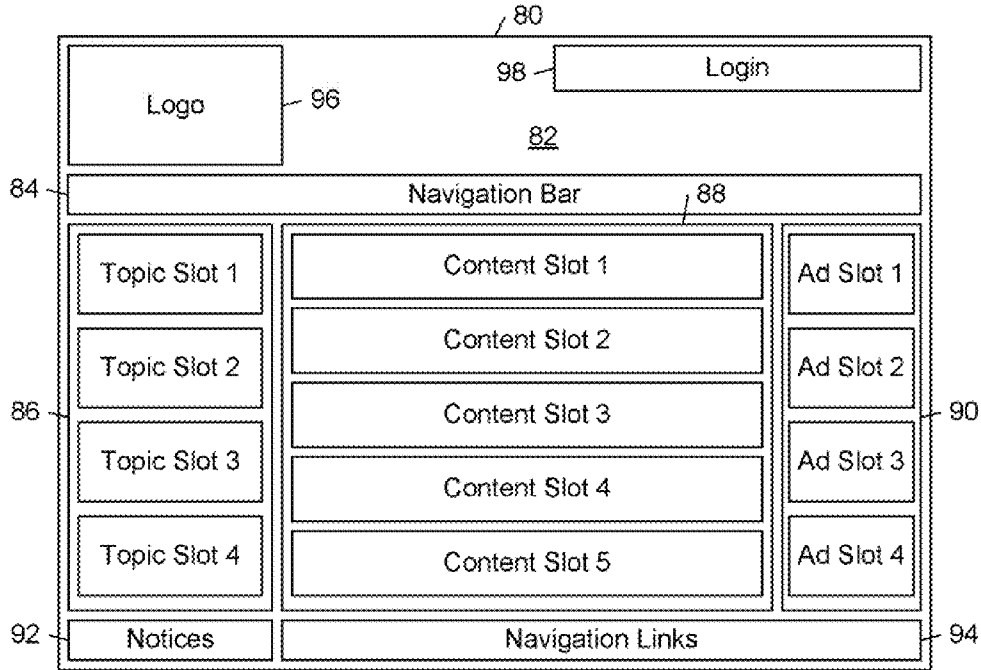 80
Logo
96
98
Login
82
84
Navigation Bar
88
Topic Slot 1
Content Slot 1
Ad Slot 1
Topic Slot 2
Content Slot 2
Ad Slot 2
86
Content Slot 3
90
Topic Slot 3
Ad Slot 3
Content Slot 4
Topic Slot 4
Content Slot 5
Ad Slot 4
92
Notices
Navigation Links
94